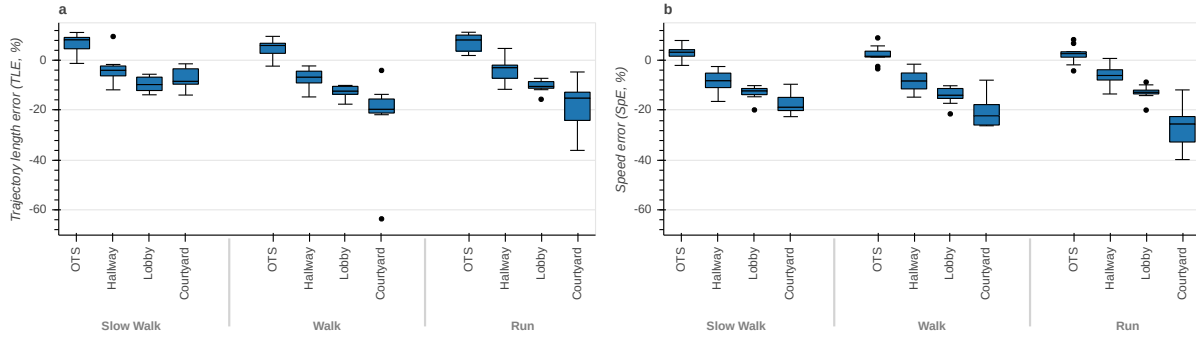 a
Trajectory length error (TLE, %)
0
-20
-40
-60
OTS
Hallway
Lobby
Courtyard
OTS
Hallway
Lobby
Courtyard
OTS
Hallway
Lobby
Courtyard
Slow Walk
Walk
Run
b
Speed error (SpE, %)
0
-20
-40
-60
OTS
Hallway
Lobby
Courtyard
OTS
Hallway
Lobby
Courtyard
OTS
Hallway
Lobby
Courtyard
Slow Walk
Walk
Run